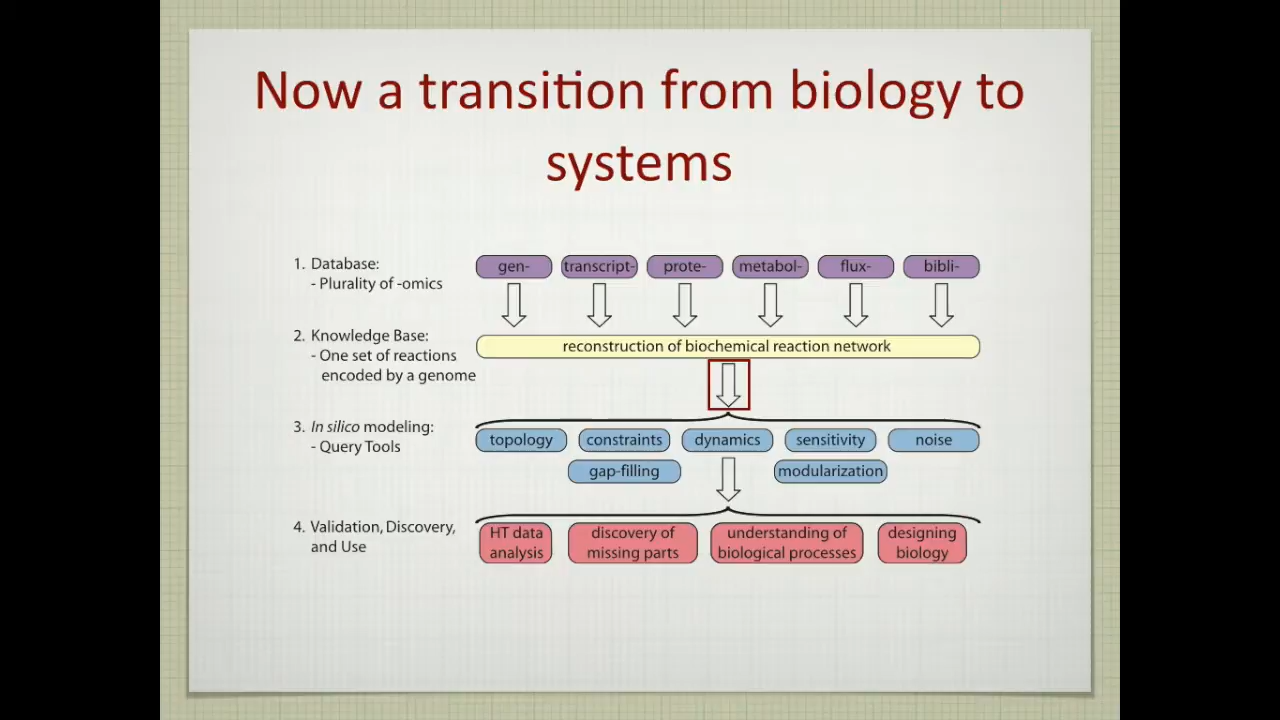 Now a transition from biology to
systems
1. Database:
- Plurality of -omics
gen- transcript- prote- metabol- flux- bibli-
2. Knowledge Base:
- One set of reactions
encoded by a genome
reconstruction of biochemical reaction network
3. In silico modeling:
- Query Tools
topology constraints dynamics sensitivity noise
gap-filling modularization
4. Validation, Discovery,
and Use
HT data
analysis
discovery of
missing parts
understanding of
biological processes
designing
biology